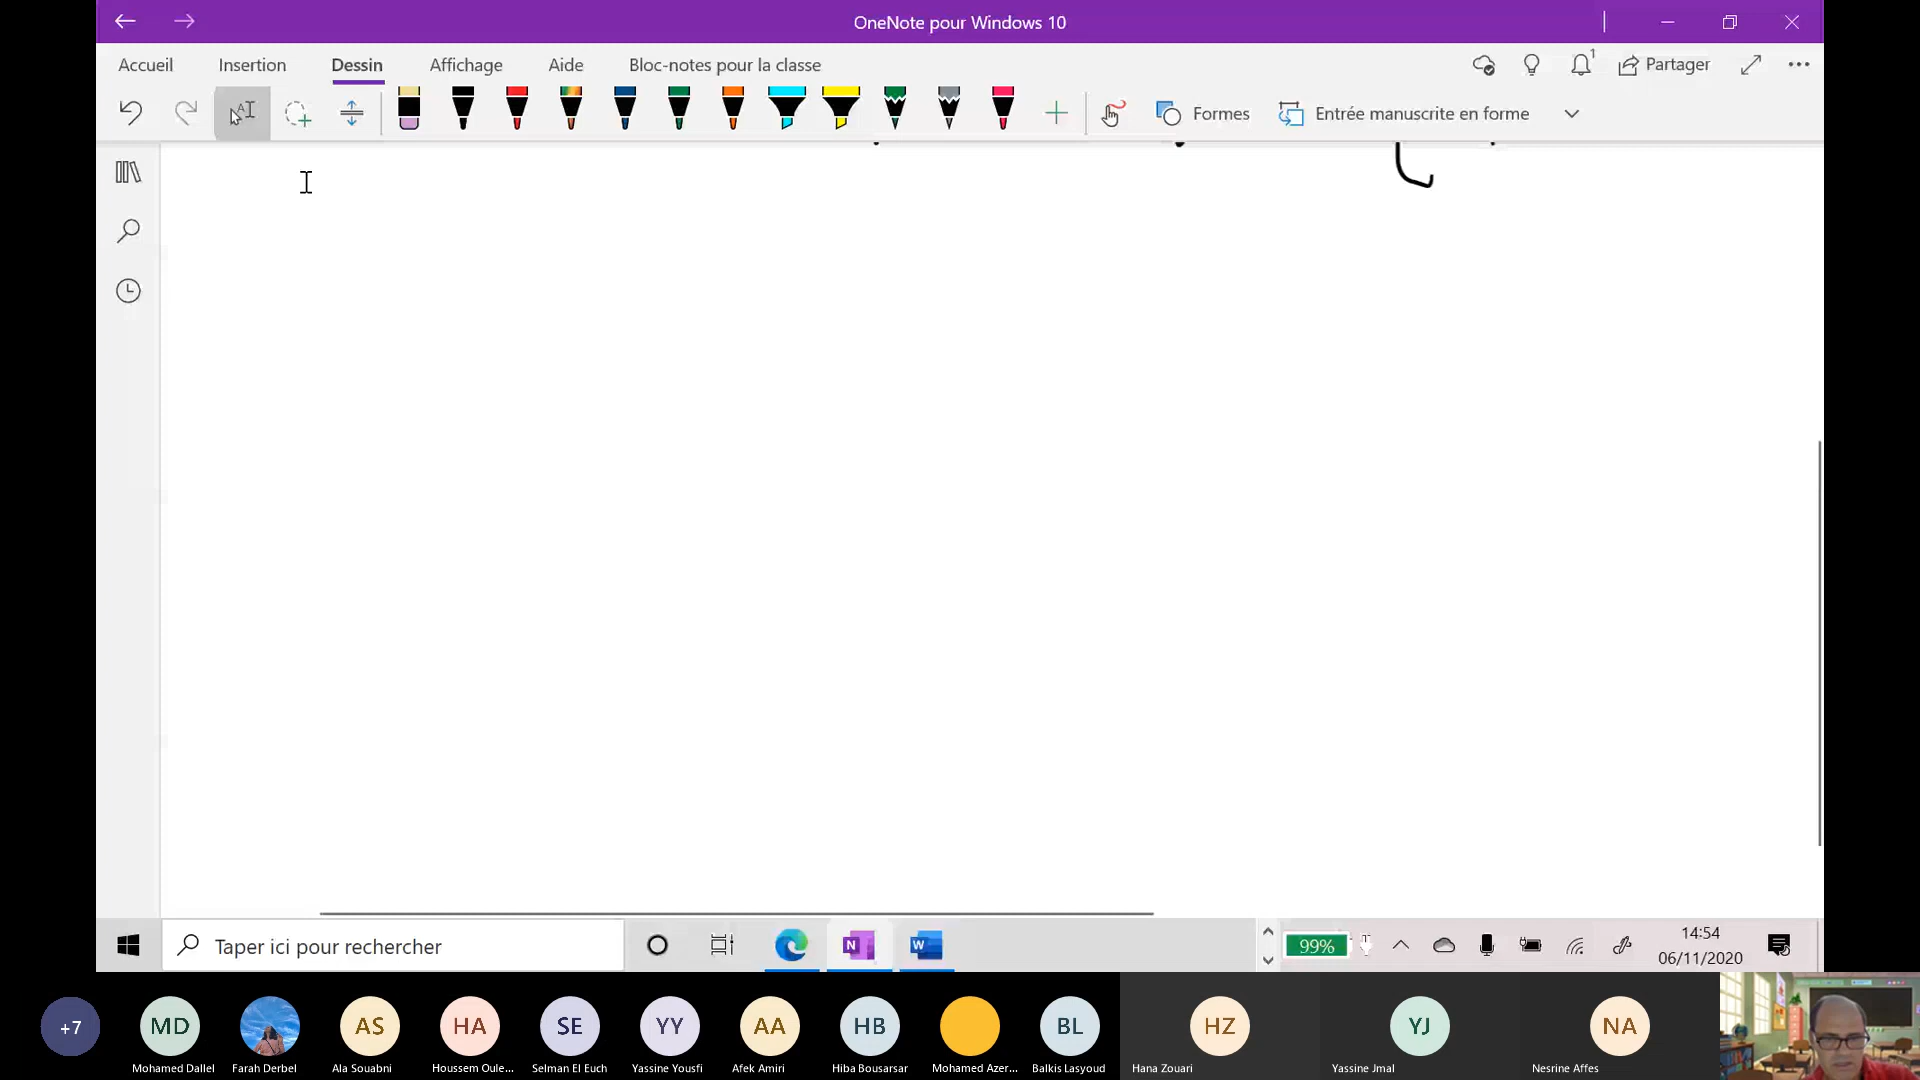 OneNote pour Windows 10
Accueil Insertion Dessin Affichage Aide Bloc-notes pour la classe
1 Partager
Formes Entrée manuscrite en forme
Taper ici pour rechercher
99%
14:54
06/11/2020
+7 MD AS HA SE YY AA HB BL HZ YJ NA
Mohamed Dallel Farah Derbel Ala Souabni Houssem Oule... Selman El Euch Yassine Yousfi Afek Amiri Hiba Bousarsar Mohamed Azer... Balkis Lasyoud Hana Zouari Yassine Jmal Nesrine Affes